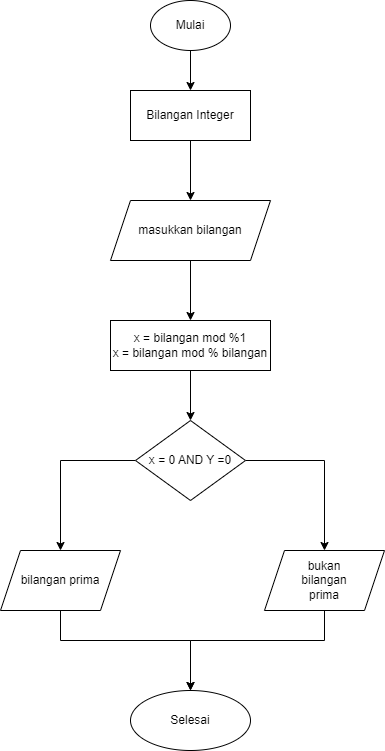 Mulai
Bilangan Integer
masukkan bilangan
x = bilangan mod %1
x = bilangan mod % bilangan
x = 0 AND Y =0
bilangan prima
bukan
bilangan
prima
Selesai